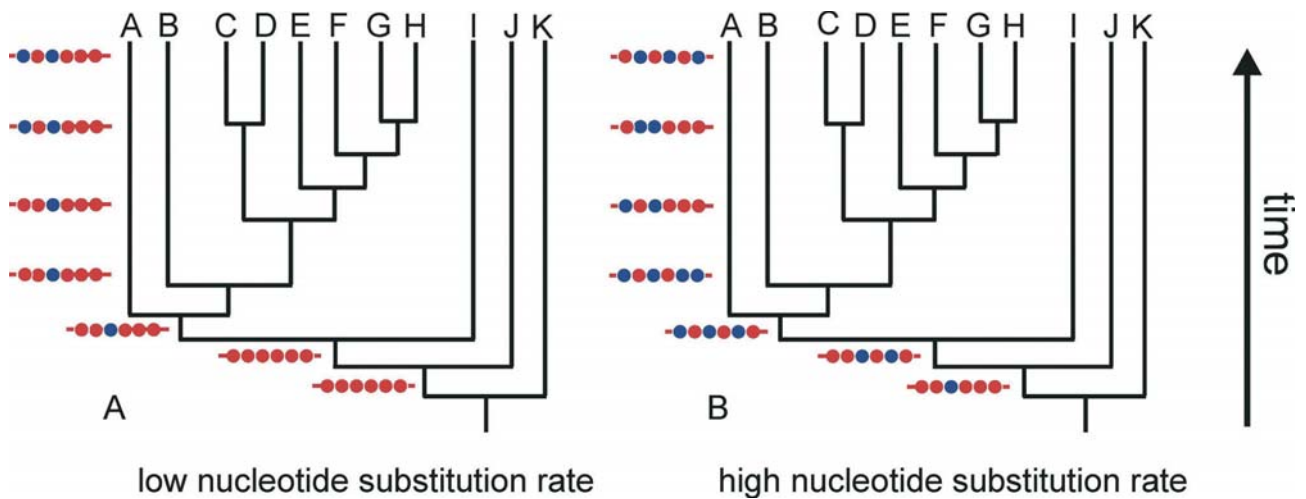 A B C D E F G H I J K
A B C D E F G H I J K
time
A
B
low nucleotide substitution rate
high nucleotide substitution rate